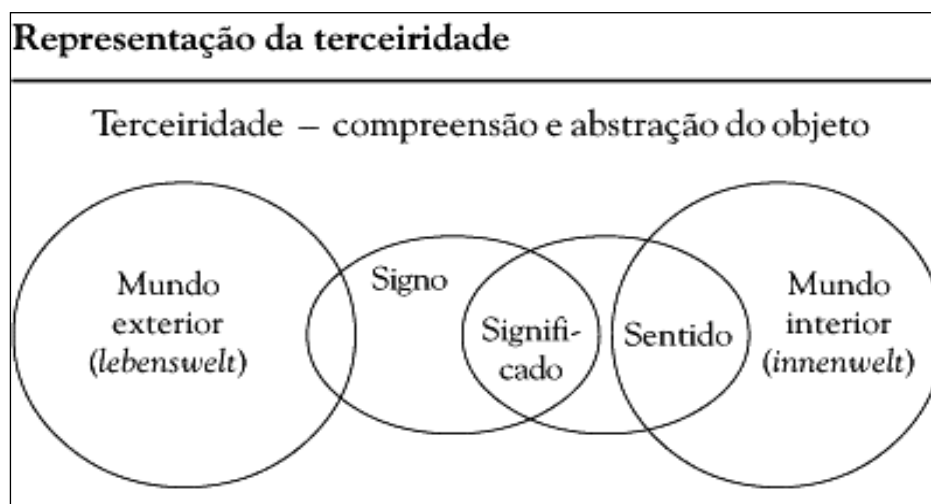 Representação da terceiridade
Terceiridade – compreensão e abstração do objeto
Mundo
exterior
(lebenswelt)
Signo
Signifi-
cado
Sentido
Mundo
interior
(innenwelt)